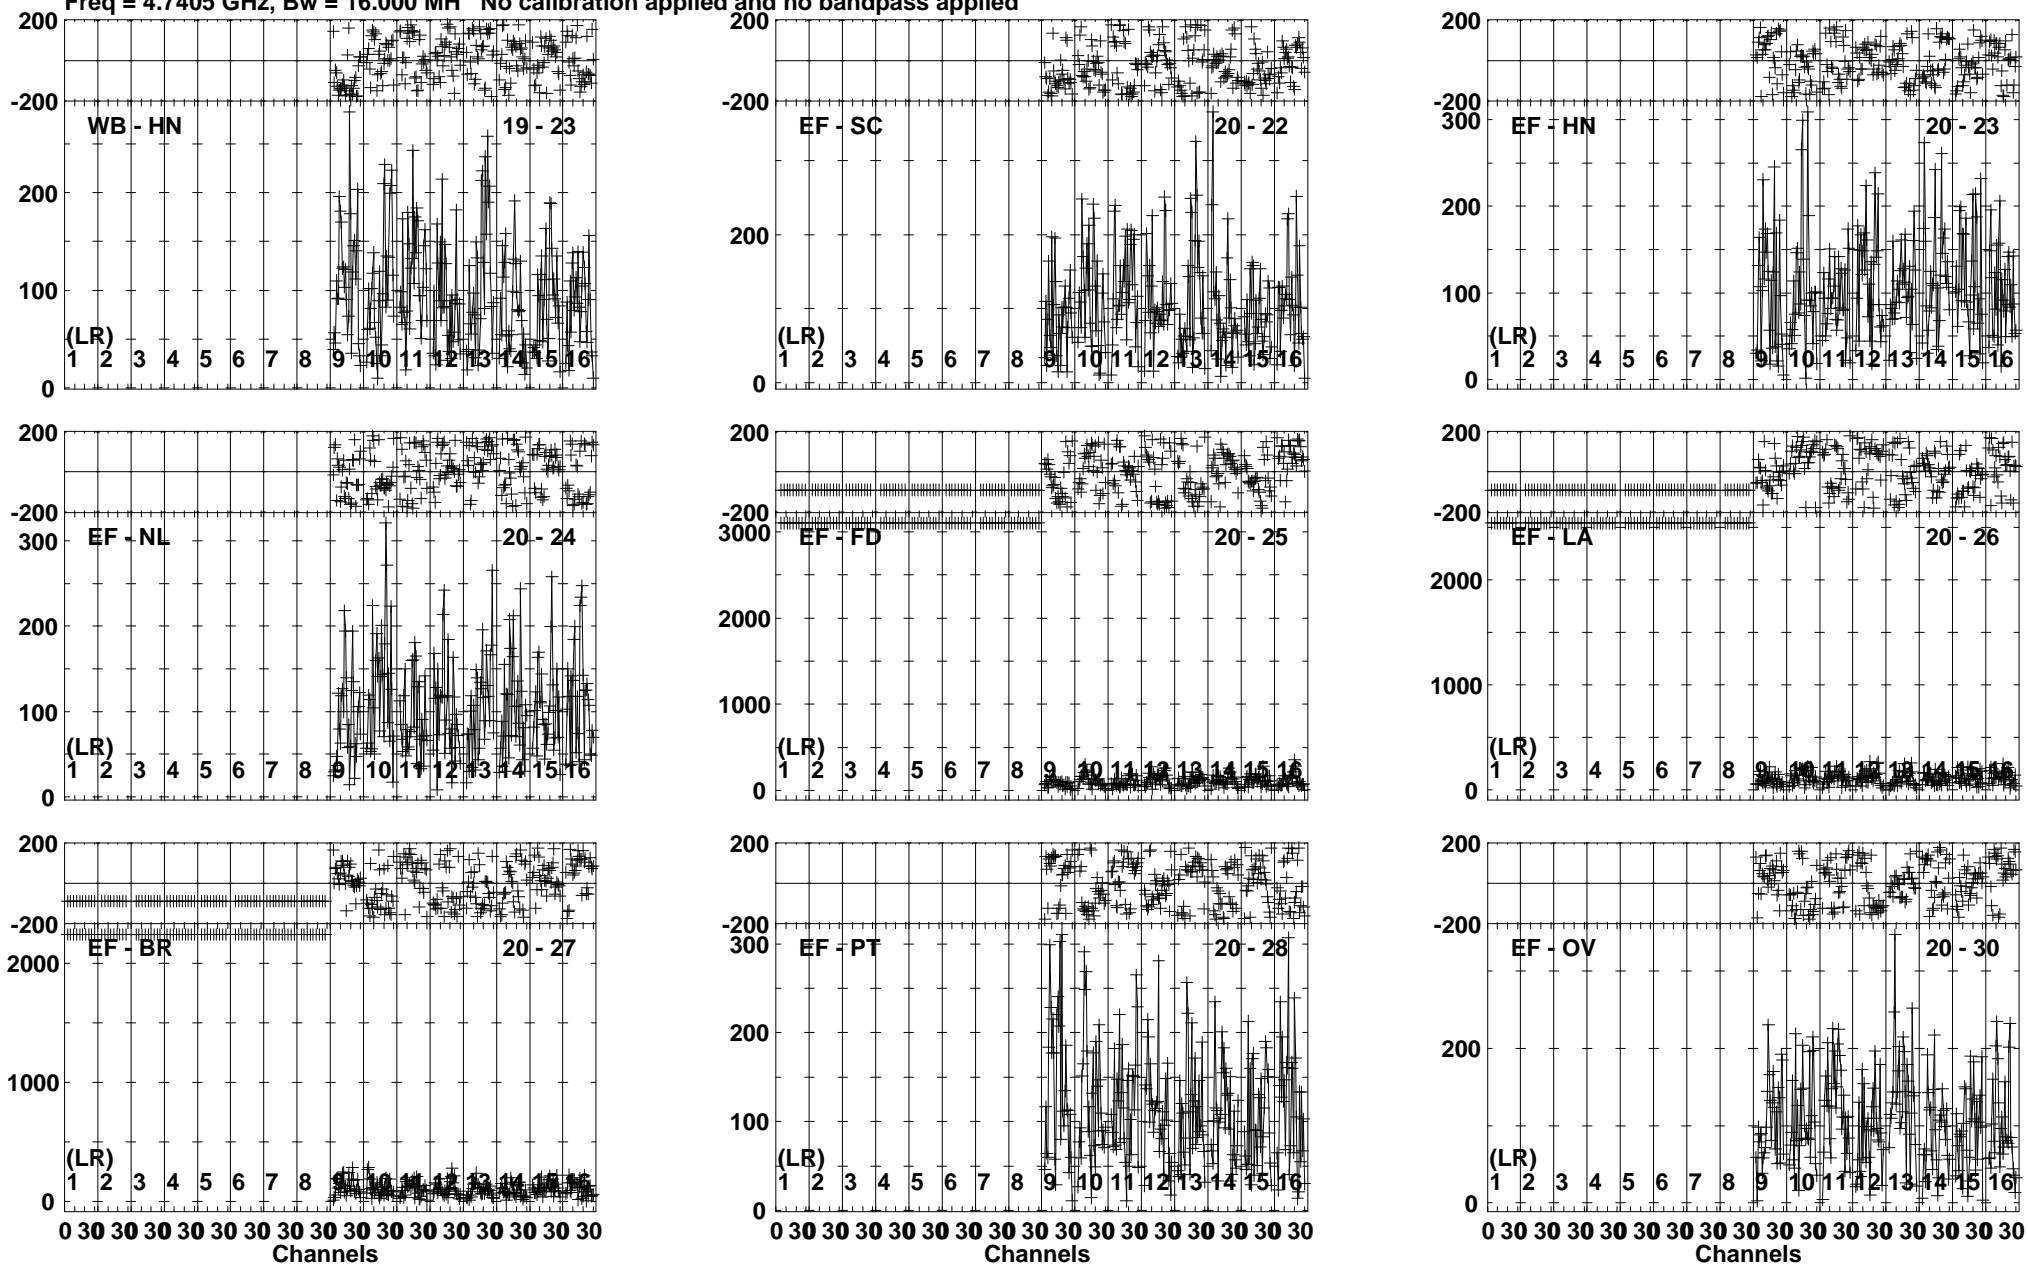 Freq = 4.7405 GHz, Bw = 16.000 MH No calibration applied and no bandpass applied
200
-200
WB - HN 19 - 23
200
100
0
(LR)
1 2 3 4 5 6 7 8 9 10 11 12 13 14 15 16
200
-200
EF - SC 20 - 22
200
0
(LR)
1 2 3 4 5 6 7 8 9 10 11 12 13 14 15 16
200
-200
EF - HN 20 - 23
300
200
100
0
(LR)
1 2 3 4 5 6 7 8 9 10 11 12 13 14 15 16
200
-200
EF - NL 20 - 24
300
200
100
0
(LR)
1 2 3 4 5 6 7 8 9 10 11 12 13 14 15 16
200
-200
EF - FD 20 - 25
3000
2000
1000
0
(LR)
1 2 3 4 5 6 7 8 9 10 11 12 13 14 15 16
200
-200
EF - LA 20 - 26
2000
1000
0
(LR)
1 2 3 4 5 6 7 8 9 10 11 12 13 14 15 16
200
-200
EF - BR 20 - 27
2000
1000
0
(LR)
1 2 3 4 5 6 7 8 9 10 11 12 13 14 15 16
0 30 30 30 30 30 30 30 30 30 30 30 30 30 30 30 30
Channels
200
-200
EF - PT 20 - 28
300
200
100
0
(LR)
1 2 3 4 5 6 7 8 9 10 11 12 13 14 15 16
0 30 30 30 30 30 30 30 30 30 30 30 30 30 30 30 30
Channels
200
-200
EF - OV 20 - 30
200
0
(LR)
1 2 3 4 5 6 7 8 9 10 11 12 13 14 15 16
0 30 30 30 30 30 30 30 30 30 30 30 30 30 30 30 30
Channels